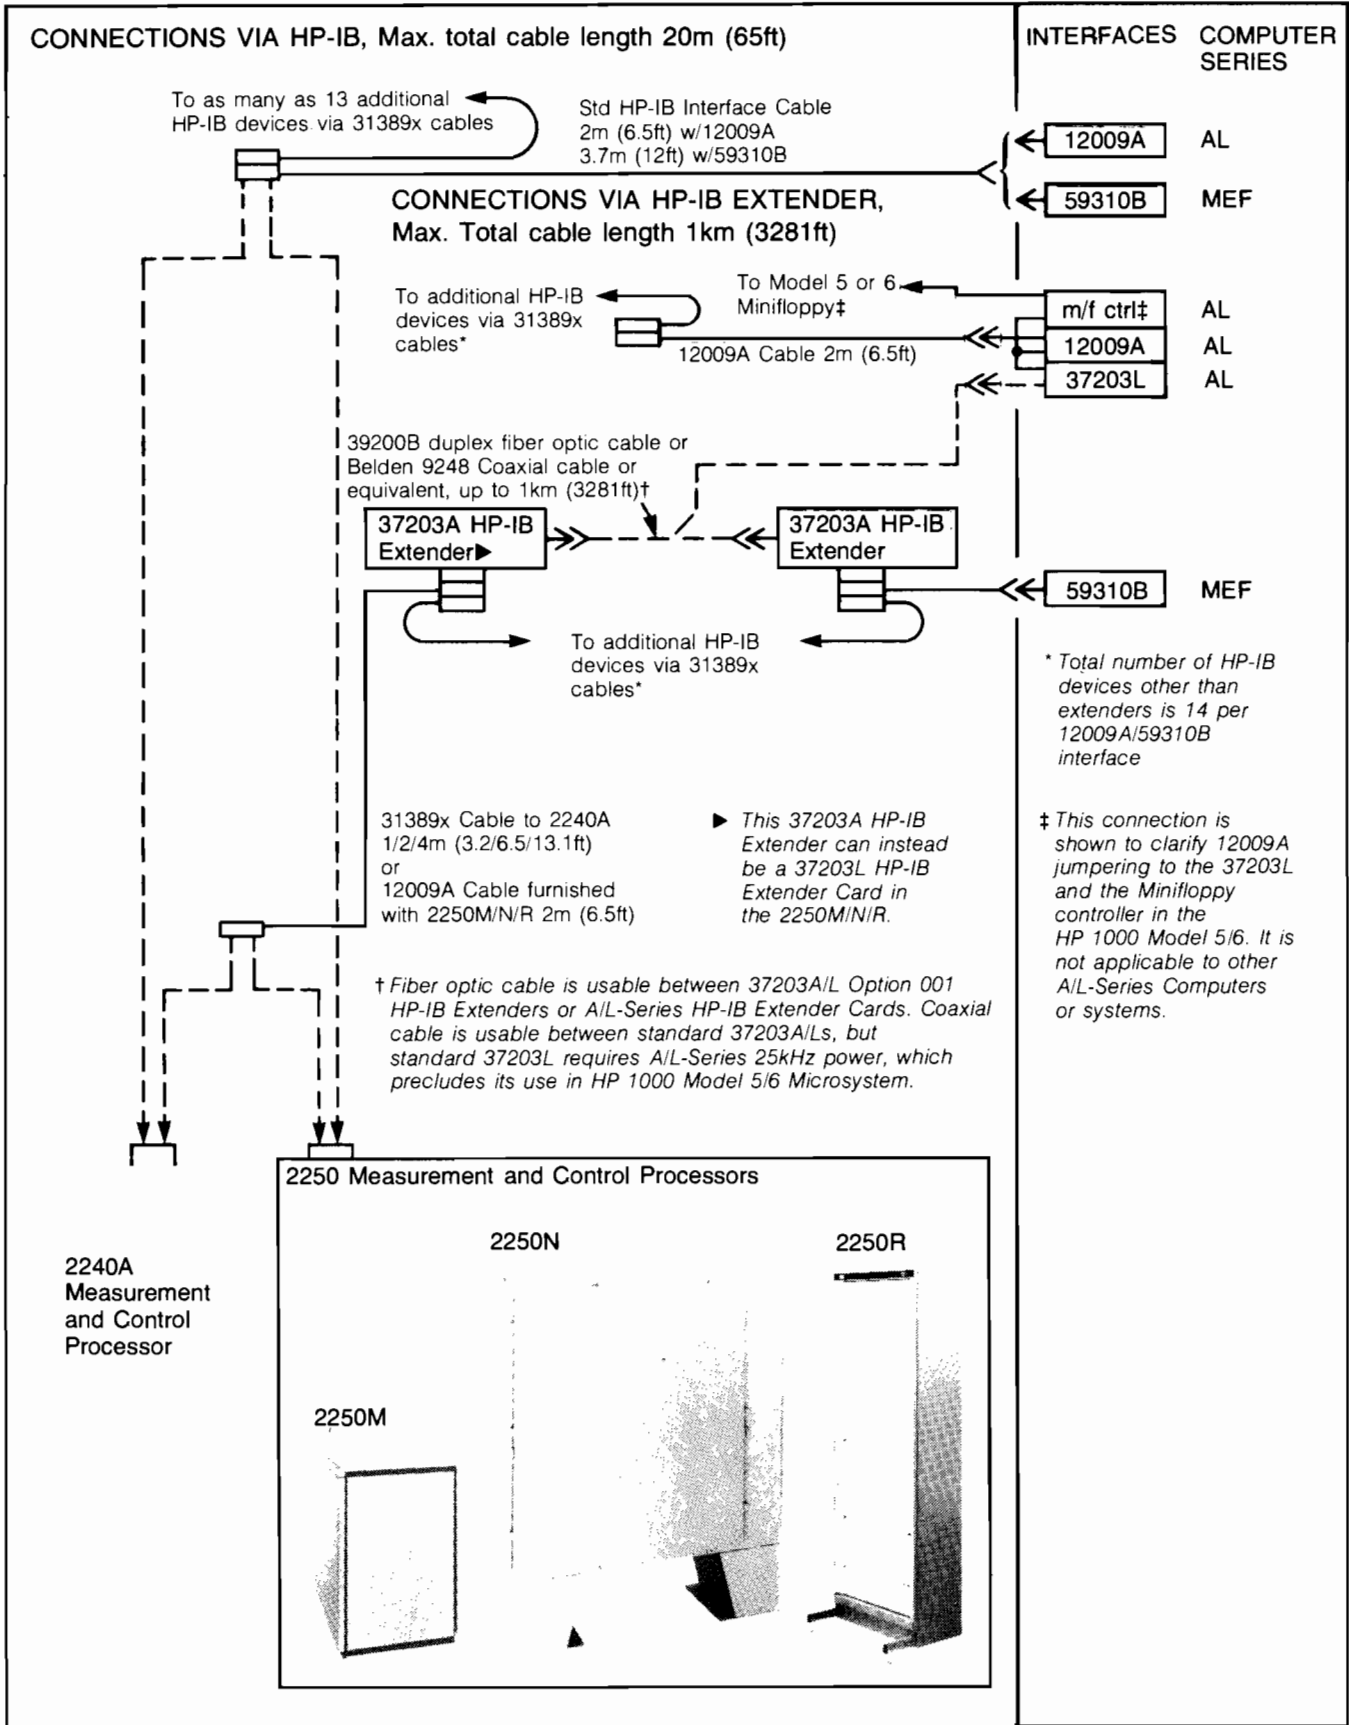 CONNECTIONS VIA HP-IB, Max. total cable length 20m (65ft)
INTERFACES
COMPUTER
SERIES
To as many as 13 additional
HP-IB devices via 31389x cables
Std HP-IB Interface Cable
2m (6.5ft) w/12009A
3.7m (12ft) w/59310B
12009A
AL
59310B
MEF
CONNECTIONS VIA HP-IB EXTENDER,
Max. Total cable length 1km (3281ft)
To additional HP-IB
devices via 31389x
cables*
To Model 5 or 6
Minifloppy‡
12009A Cable 2m (6.5ft)
m/f ctrl‡
AL
12009A
AL
37203L
AL
39200B duplex fiber optic cable or
Belden 9248 Coaxial cable or
equivalent, up to 1km (3281ft)†
37203A HP-IB
Extender▶
37203A HP-IB
Extender
59310B
MEF
To additional HP-IB
devices via 31389x
cables*
* Total number of HP-IB
devices other than
extenders is 14 per
12009A/59310B
interface
31389x Cable to 2240A
1/2/4m (3.2/6.5/13.1ft)
or
12009A Cable furnished
with 2250M/N/R 2m (6.5ft)
▶ This 37203A HP-IB
Extender can instead
be a 37203L HP-IB
Extender Card in
the 2250M/N/R.
‡ This connection is
shown to clarify 12009A
jumpering to the 37203L
and the Minifloppy
controller in the
HP 1000 Model 5/6. It is
not applicable to other
A/L-Series Computers
or systems.
† Fiber optic cable is usable between 37203A/L Option 001
HP-IB Extenders or A/L-Series HP-IB Extender Cards. Coaxial
cable is usable between standard 37203A/Ls, but
standard 37203L requires A/L-Series 25kHz power, which
precludes its use in HP 1000 Model 5/6 Microsystem.
2250 Measurement and Control Processors
2250N
2250R
2240A
Measurement
and Control
Processor
2250M